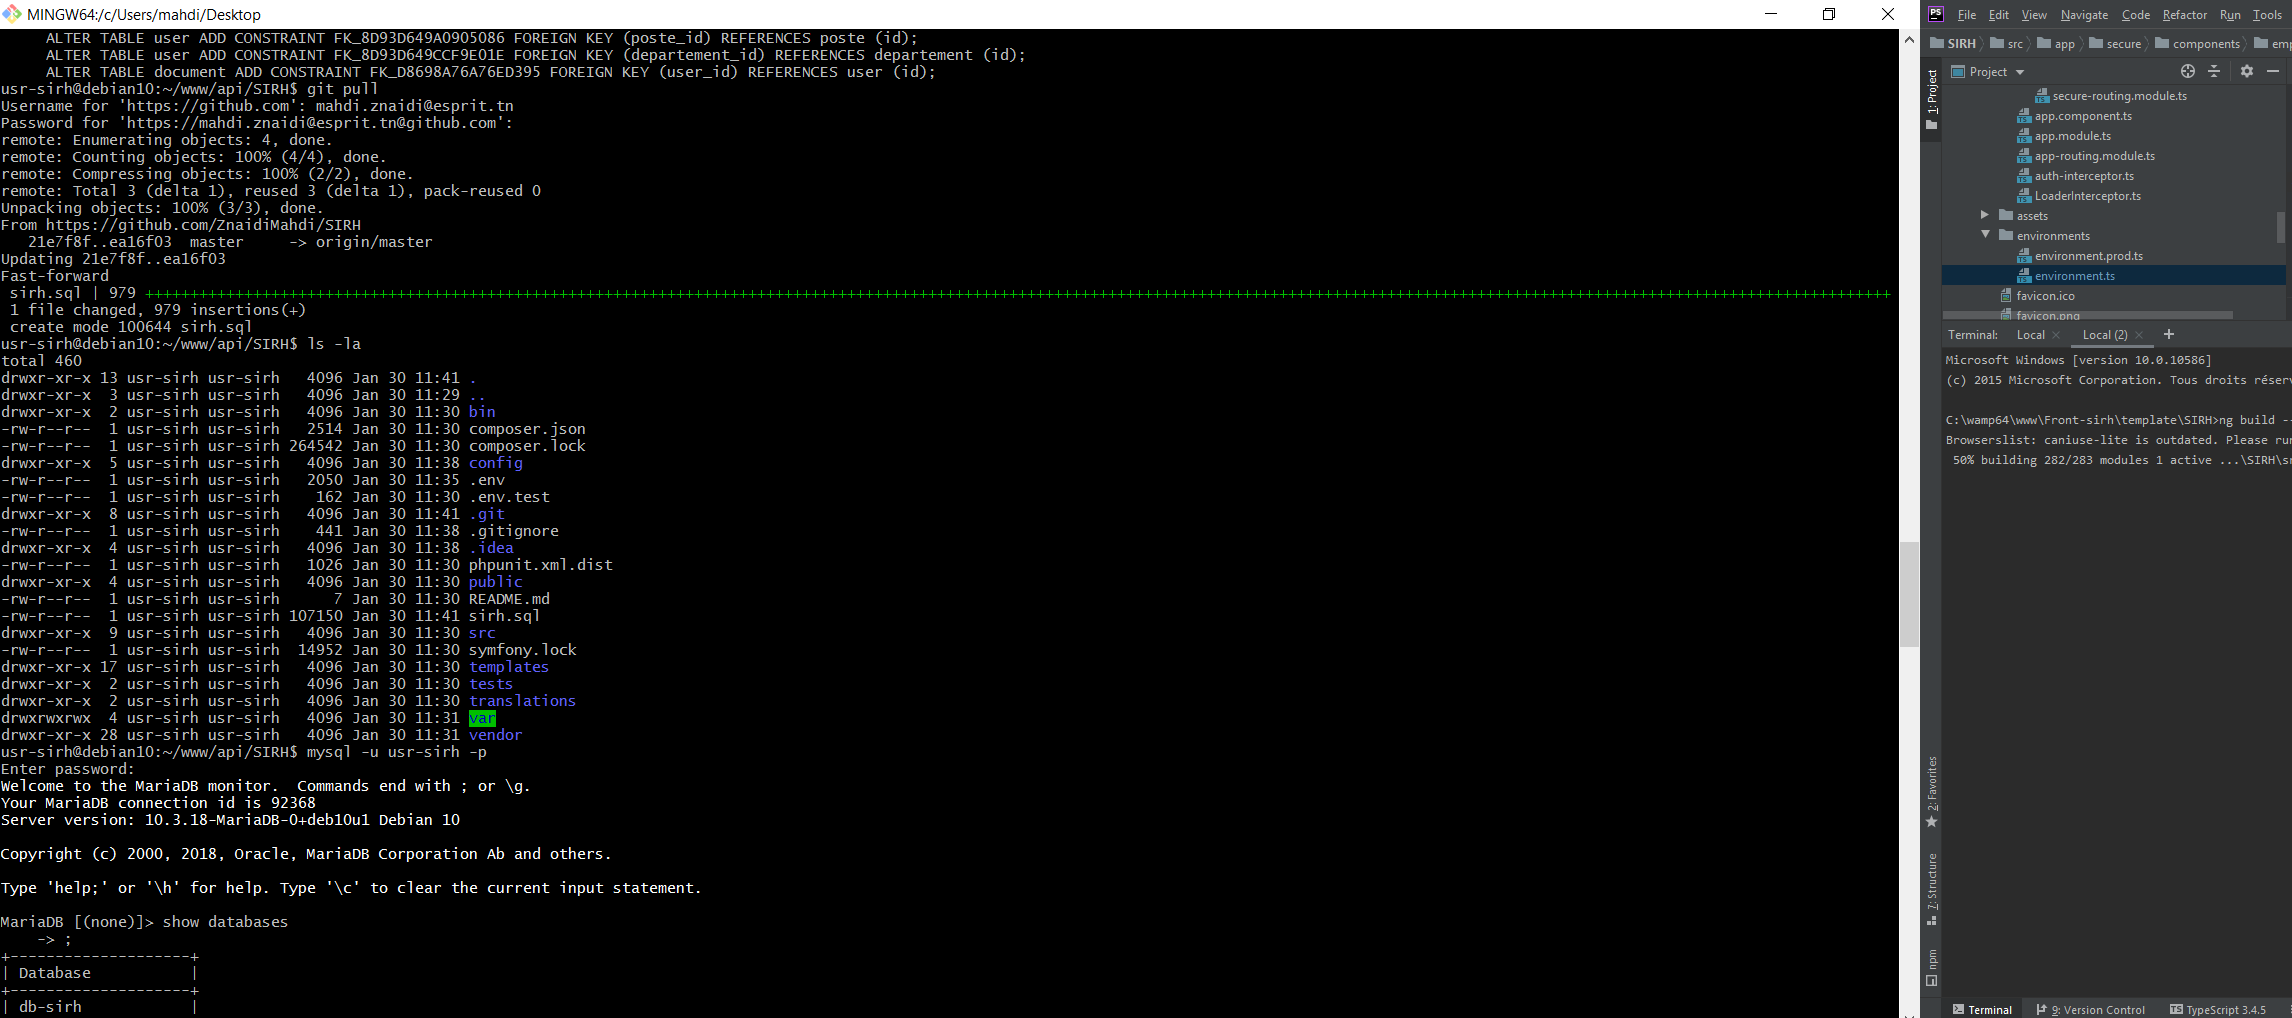 MINGW64:/c/Users/mahdi/Desktop
     ALTER TABLE user ADD CONSTRAINT FK_8D93D649A0905086 FOREIGN KEY (poste_id) REFERENCES poste (id);
     ALTER TABLE user ADD CONSTRAINT FK_8D93D649CCF9E01E FOREIGN KEY (departement_id) REFERENCES departement (id);
     ALTER TABLE document ADD CONSTRAINT FK_D8698A76A76ED395 FOREIGN KEY (user_id) REFERENCES user (id);
usr-sirh@debian10:~/www/api/SIRH$ git pull
Username for 'https://github.com': mahdi.znaidi@esprit.tn
Password for 'https://mahdi.znaidi@esprit.tn@github.com':
remote: Enumerating objects: 4, done.
remote: Counting objects: 100% (4/4), done.
remote: Compressing objects: 100% (2/2), done.
remote: Total 3 (delta 1), reused 3 (delta 1), pack-reused 0
Unpacking objects: 100% (3/3), done.
From https://github.com/ZnaidiMahdi/SIRH
   21e7f8f..ea16f03  master     -> origin/master
Updating 21e7f8f..ea16f03
Fast-forward
 sirh.sql | 979
 1 file changed, 979 insertions(+)
 create mode 100644 sirh.sql
usr-sirh@debian10:~/www/api/SIRH$ ls -la
total 460
drwxr-xr-x 13 usr-sirh usr-sirh   4096 Jan 30 11:41 .
drwxr-xr-x  3 usr-sirh usr-sirh   4096 Jan 30 11:29 ..
drwxr-xr-x  2 usr-sirh usr-sirh   4096 Jan 30 11:30 bin
-rw-r--r--  1 usr-sirh usr-sirh   2514 Jan 30 11:30 composer.json
-rw-r--r--  1 usr-sirh usr-sirh 264542 Jan 30 11:30 composer.lock
drwxr-xr-x  5 usr-sirh usr-sirh   4096 Jan 30 11:38 config
-rw-r--r--  1 usr-sirh usr-sirh   2050 Jan 30 11:35 .env
-rw-r--r--  1 usr-sirh usr-sirh    162 Jan 30 11:30 .env.test
drwxr-xr-x  8 usr-sirh usr-sirh   4096 Jan 30 11:41 .git
-rw-r--r--  1 usr-sirh usr-sirh    441 Jan 30 11:38 .gitignore
drwxr-xr-x  4 usr-sirh usr-sirh   4096 Jan 30 11:38 .idea
-rw-r--r--  1 usr-sirh usr-sirh   1026 Jan 30 11:30 phpunit.xml.dist
drwxr-xr-x  4 usr-sirh usr-sirh   4096 Jan 30 11:30 public
-rw-r--r--  1 usr-sirh usr-sirh      7 Jan 30 11:30 README.md
-rw-r--r--  1 usr-sirh usr-sirh 107150 Jan 30 11:41 sirh.sql
drwxr-xr-x  9 usr-sirh usr-sirh   4096 Jan 30 11:30 src
-rw-r--r--  1 usr-sirh usr-sirh  14952 Jan 30 11:30 symfony.lock
drwxr-xr-x 17 usr-sirh usr-sirh   4096 Jan 30 11:30 templates
drwxr-xr-x  2 usr-sirh usr-sirh   4096 Jan 30 11:30 tests
drwxr-xr-x  2 usr-sirh usr-sirh   4096 Jan 30 11:30 translations
drwxrwxrwx  4 usr-sirh usr-sirh   4096 Jan 30 11:31 var
drwxr-xr-x 28 usr-sirh usr-sirh   4096 Jan 30 11:31 vendor
usr-sirh@debian10:~/www/api/SIRH$ mysql -u usr-sirh -p
Enter password:
Welcome to the MariaDB monitor.  Commands end with ; or \g.
Your MariaDB connection id is 92368
Server version: 10.3.18-MariaDB-0+deb10u1 Debian 10

Copyright (c) 2000, 2018, Oracle, MariaDB Corporation Ab and others.

Type 'help;' or '\h' for help. Type '\c' to clear the current input statement.

MariaDB [(none)]> show databases
    -> ;
+--------------------+
| Database           |
+--------------------+
| db-sirh            |
PS File Edit View Navigate Code Refactor Run Tools
SIRH src app secure components emp
Project
1: Project
secure-routing.module.ts
app.component.ts
app.module.ts
app-routing.module.ts
auth-interceptor.ts
LoaderInterceptor.ts
assets
environments
environment.prod.ts
environment.ts
favicon.ico
favicon.png
Terminal: Local Local (2) +
Microsoft Windows [version 10.0.10586]
(c) 2015 Microsoft Corporation. Tous droits réserv

C:\wamp64\www\Front-sirh\template\SIRH>ng build --
Browserslist: caniuse-lite is outdated. Please run
 50% building 282/283 modules 1 active ...\SIRH\sr
2: Favorites
7: Structure
npm
Terminal 9: Version Control TypeScript 3.4.5